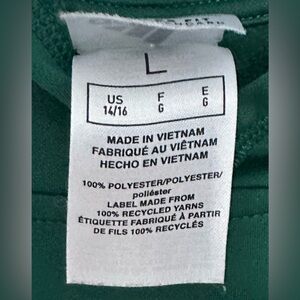 FIT
L
US F E
14/16 G G
MADE IN VIETNAM
FABRIQUÉ AU VIÊTNAM
HECHO EN VIETNAM
100% POLYESTER/POLYESTER/
poliéster
LABEL MADE FROM
100% RECYCLED YARNS
ÉTIQUETTE FABRIQUÉ À PARTIR
DE FILS 100% RECYCLÉS